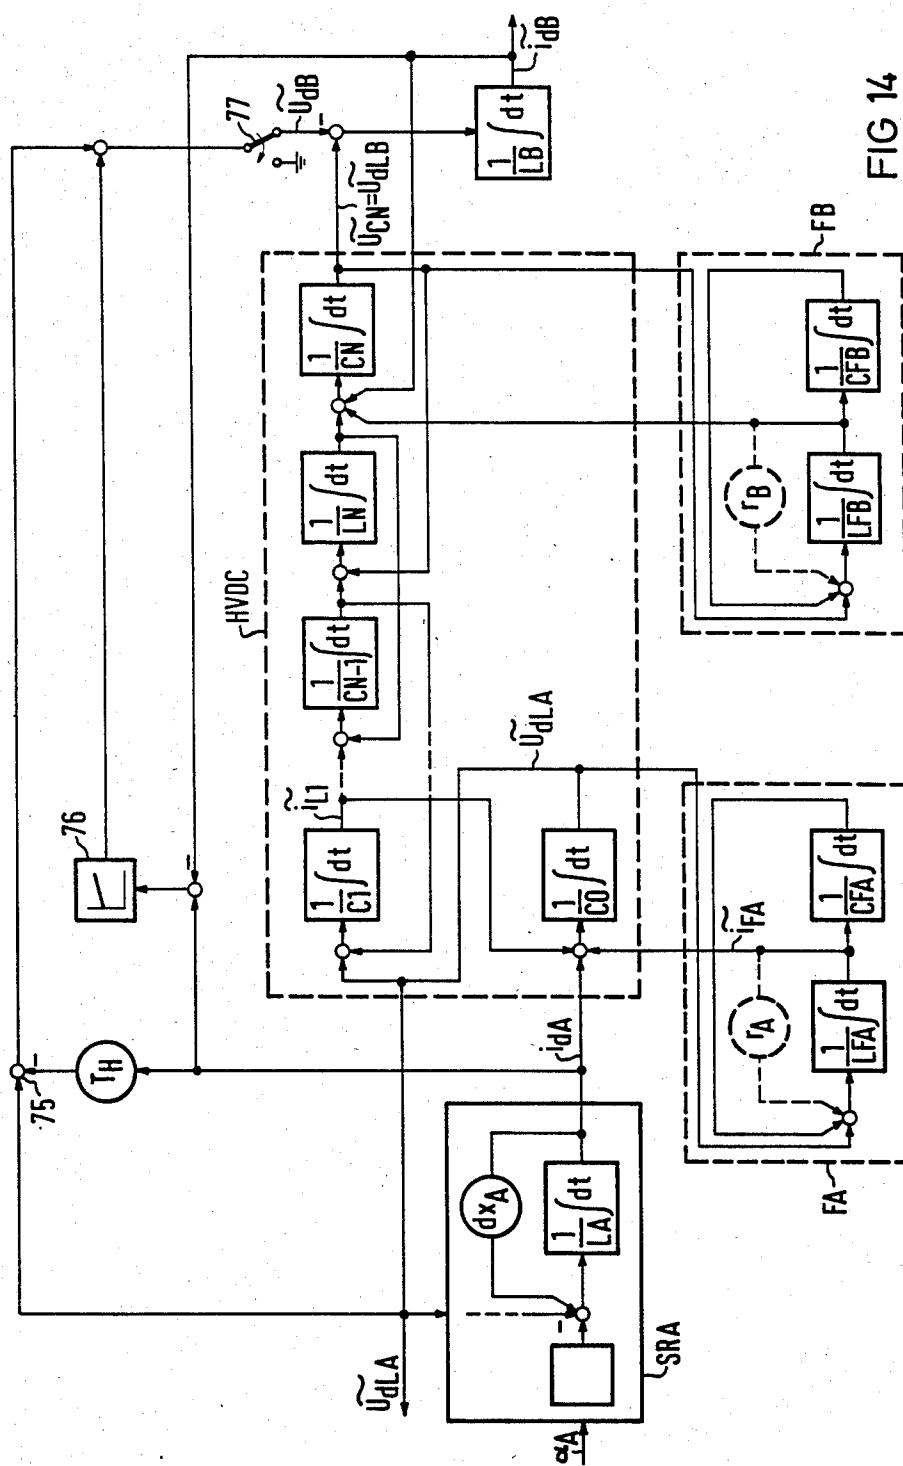 αA
SRA
1/LA ∫dt
dxA
ŨdLA
75
TH
76
HVDC
idA
1/C0 ∫dt
1/C1 ∫dt
ĩL1
ŨdLA
1/CN-1 ∫dt
1/LN ∫dt
1/CN ∫dt
ŨCN=ŨdLB
77
ŨdB
1/LB ∫dt
ĩdB
FA
1/LFA ∫dt
rA
ĩFA
1/CFA ∫dt
FB
1/LFB ∫dt
rB
1/CFB ∫dt
FIG 14